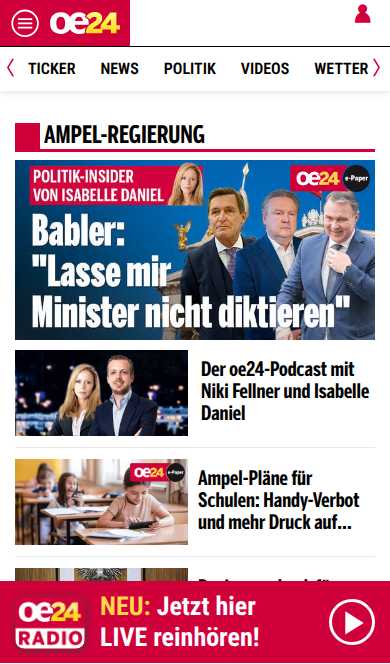 oe24
TICKER NEWS POLITIK VIDEOS WETTER
AMPEL-REGIERUNG
POLITIK-INSIDER
VON ISABELLE DANIEL
oe24 e-Paper
Babler:
"Lasse mir
Minister nicht diktieren"
Der oe24-Podcast mit
Niki Fellner und Isabelle
Daniel
oe24 e-Paper
Ampel-Pläne für
Schulen: Handy-Verbot
und mehr Druck auf...
oe24
RADIO
NEU: Jetzt hier
LIVE reinhören!